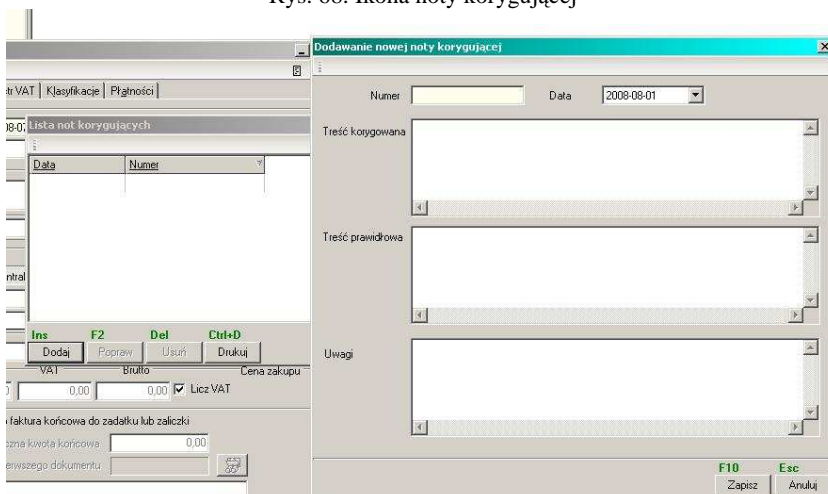 Rys. 68. Ikona noty korygującej
Dodawanie nowej noty korygującej
tr VAT
Klasyfikacje
Płatności
Numer
Data
2008-08-01
Lista not korygujących
Data
Numer
Treść korygowana
Treść prawidłowa
Uwagi
Ins
F2
Del
Ctrl+D
Dodaj
Popraw
Usuń
Drukuj
VAT
Brutto
Cena zakupu
0,00
0,00
Licz VAT
faktura końcowa do zadatku lub zaliczki
kwota końcowa
0,00
dokumentu
F10
Esc
Zapisz
Anuluj